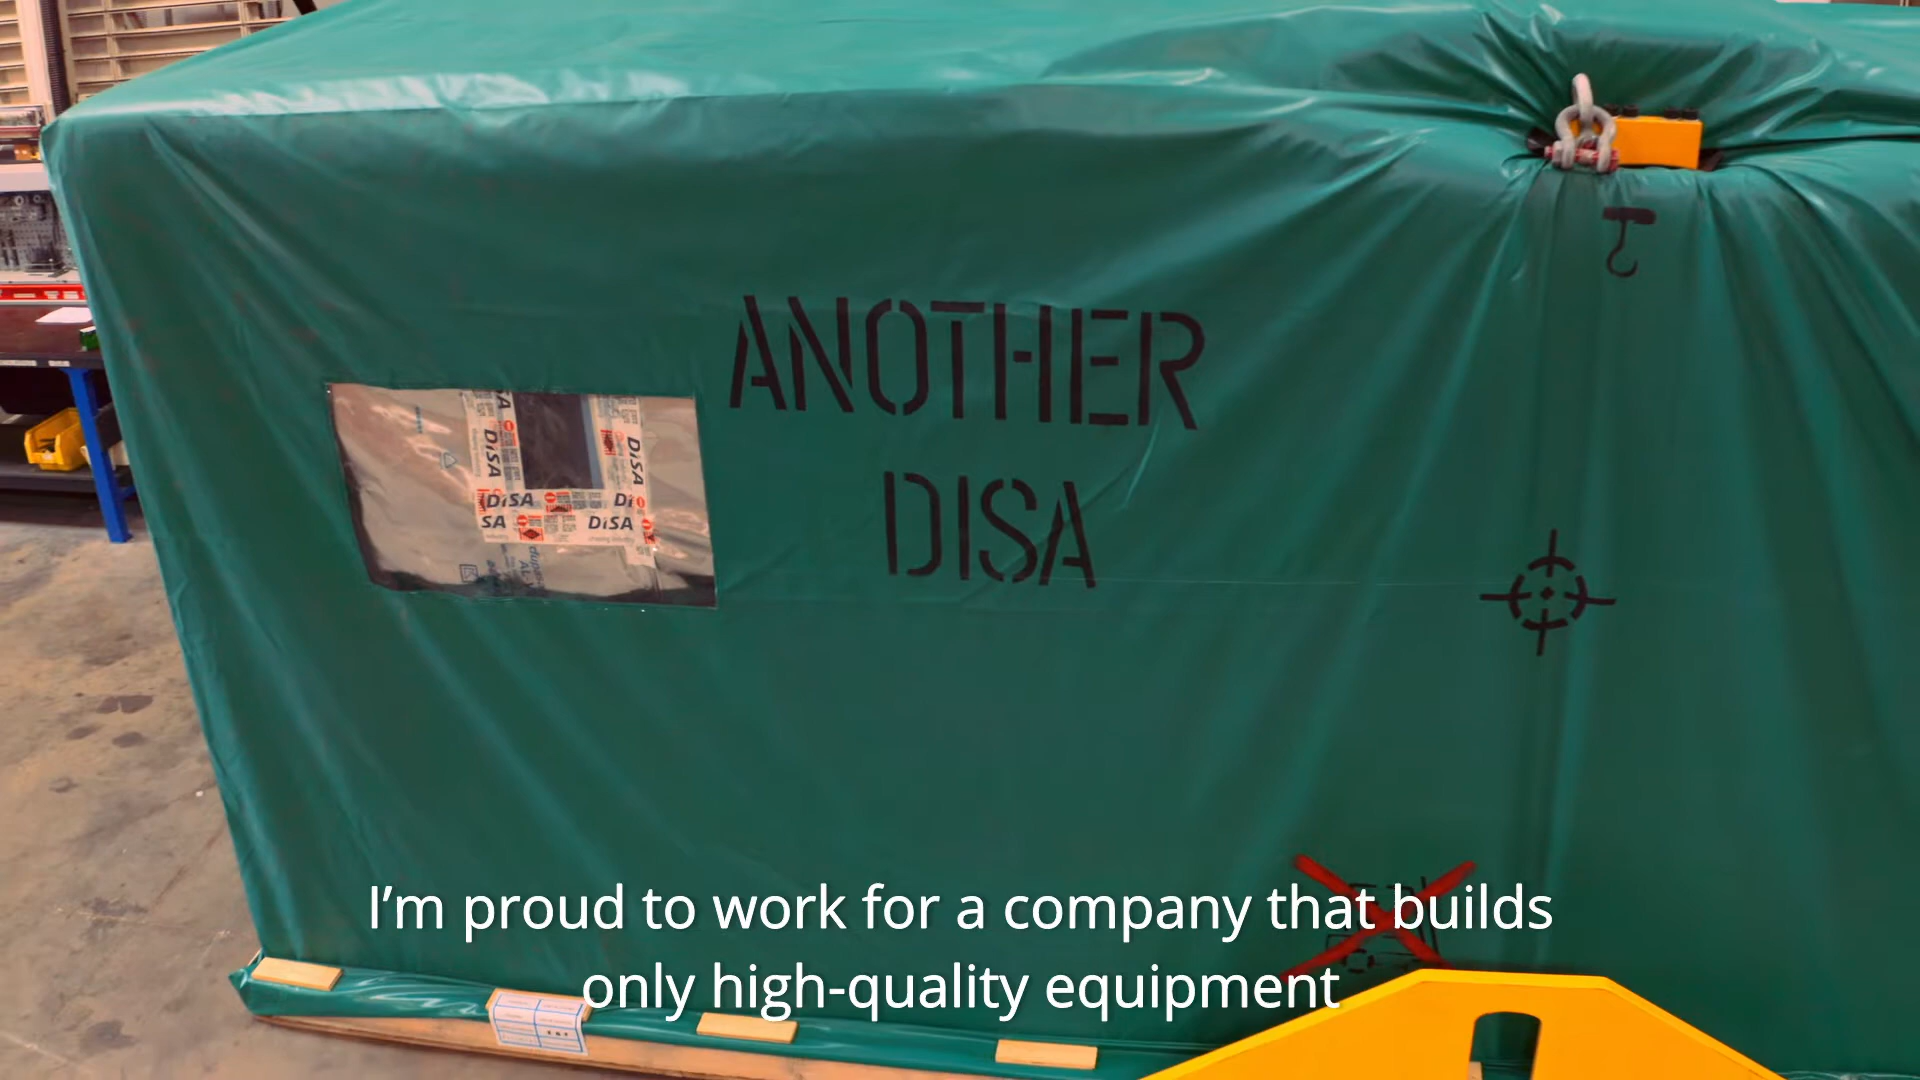 ANOTHER
DISA
DiSA
DiSA
DiSA
SA
DiSA
I’m proud to work for a company that builds
only high-quality equipment